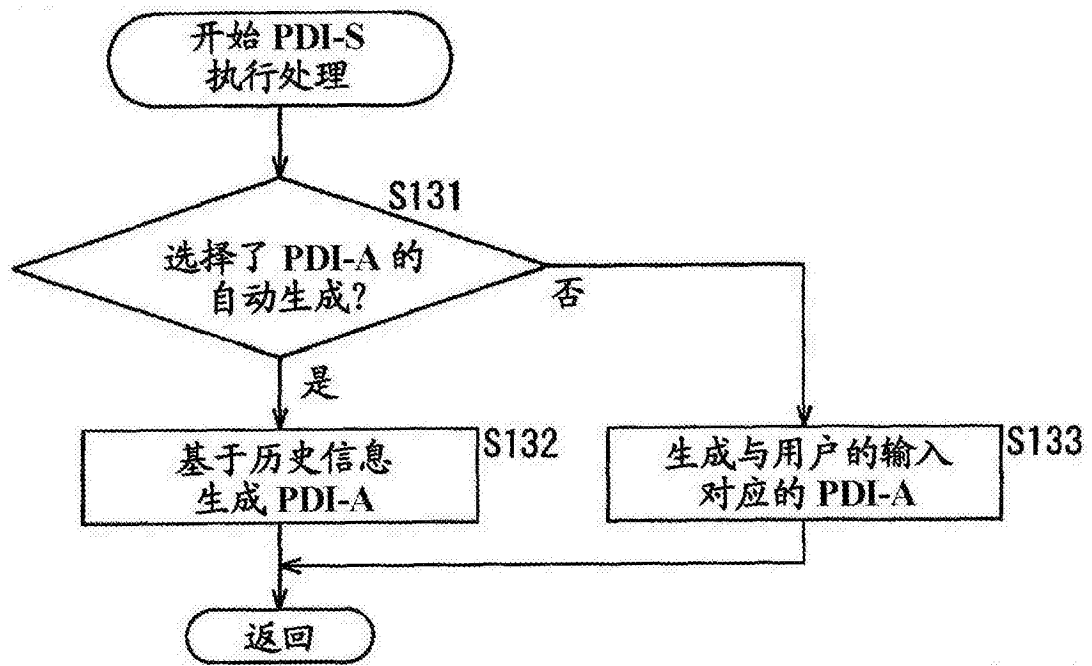 开始 PDI-S
执行处理
S131
选择了 PDI-A 的
自动生成?
否
是
基于历史信息
生成 PDI-A
S132
生成与用户的输入
对应的 PDI-A
S133
返回